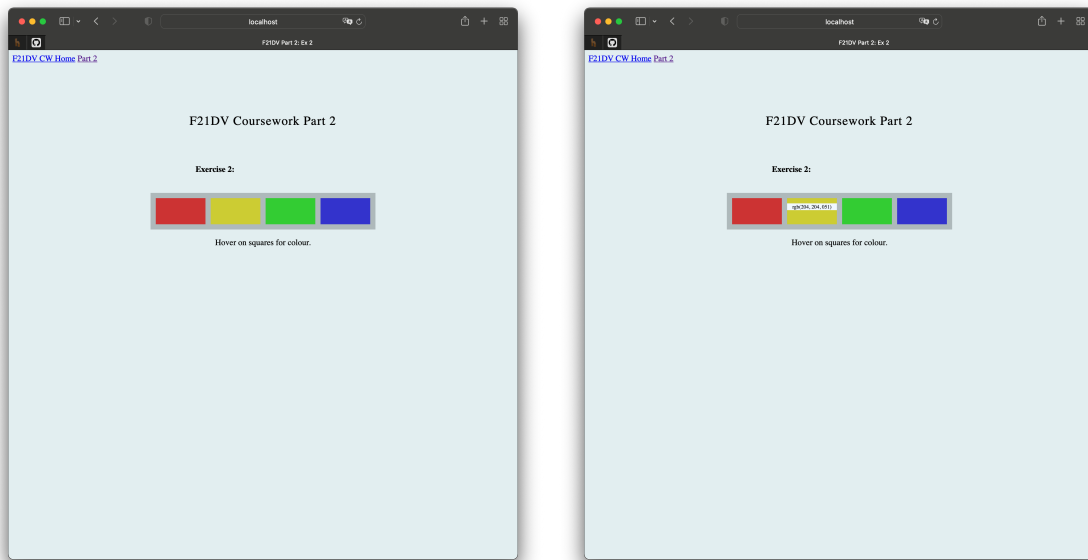 localhost
F21DV Part 2: Ex 2
F21DV CW Home Part 2
F21DV Coursework Part 2
Exercise 2:
Hover on squares for colour.
localhost
F21DV Part 2: Ex 2
F21DV CW Home Part 2
F21DV Coursework Part 2
Exercise 2:
rgb(204, 204, 051)
Hover on squares for colour.